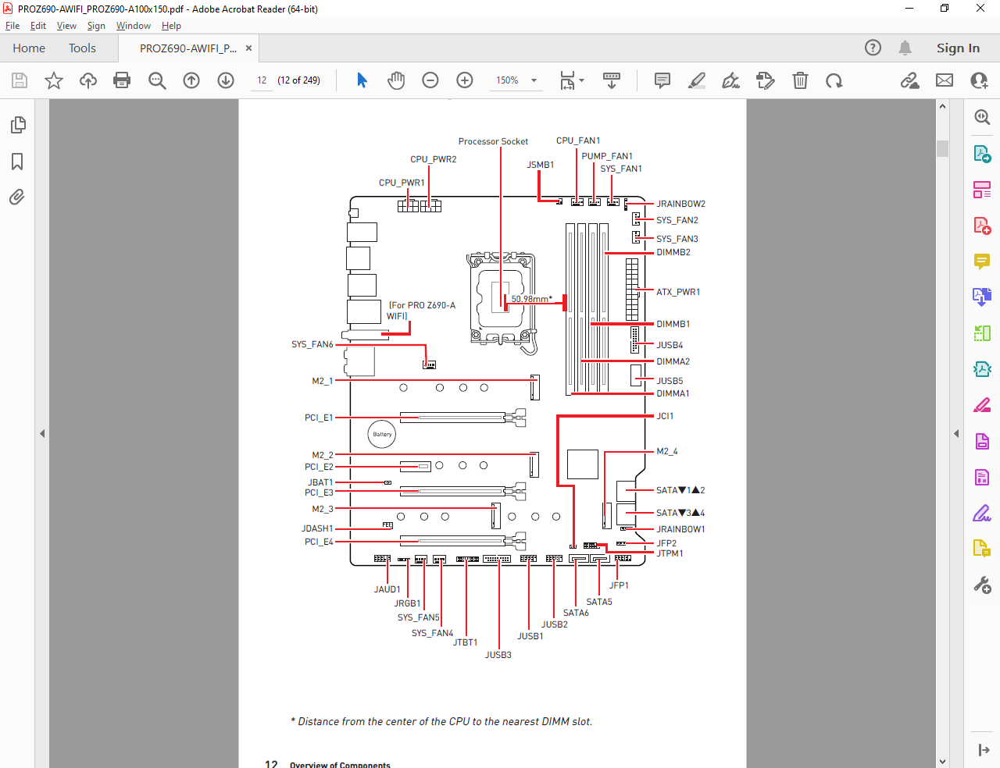 PROZ690-AWIFI_PROZ690-A100x150.pdf - Adobe Acrobat Reader (64-bit)
File Edit View Sign Window Help
Home Tools PROZ690-AWIFI_P... × Sign In
12 (12 of 249) 150%
Processor Socket
CPU_FAN1
PUMP_FAN1
SYS_FAN1
JSMB1
CPU_PWR2
CPU_PWR1
JRAINBOW2
SYS_FAN2
SYS_FAN3
DIMMB2
50.98mm*
ATX_PWR1
(For PRO Z690-A
WIFI)
DIMMB1
SYS_FAN6
JUSB4
DIMMA2
M2_1
JUSB5
DIMMA1
PCI_E1
JCI1
Battery
M2_2
M2_4
PCI_E2
JBAT1
PCI_E3
SATA▼1▲2
M2_3
SATA▼3▲4
JDASH1
JRAINBOW1
PCI_E4
JFP2
JTPM1
JAUD1
JRGB1
SYS_FAN5
SYS_FAN4
JTBT1
JUSB3
JUSB1
JUSB2
SATA6
SATA5
JFP1
* Distance from the center of the CPU to the nearest DIMM slot.
12 Overview of Components